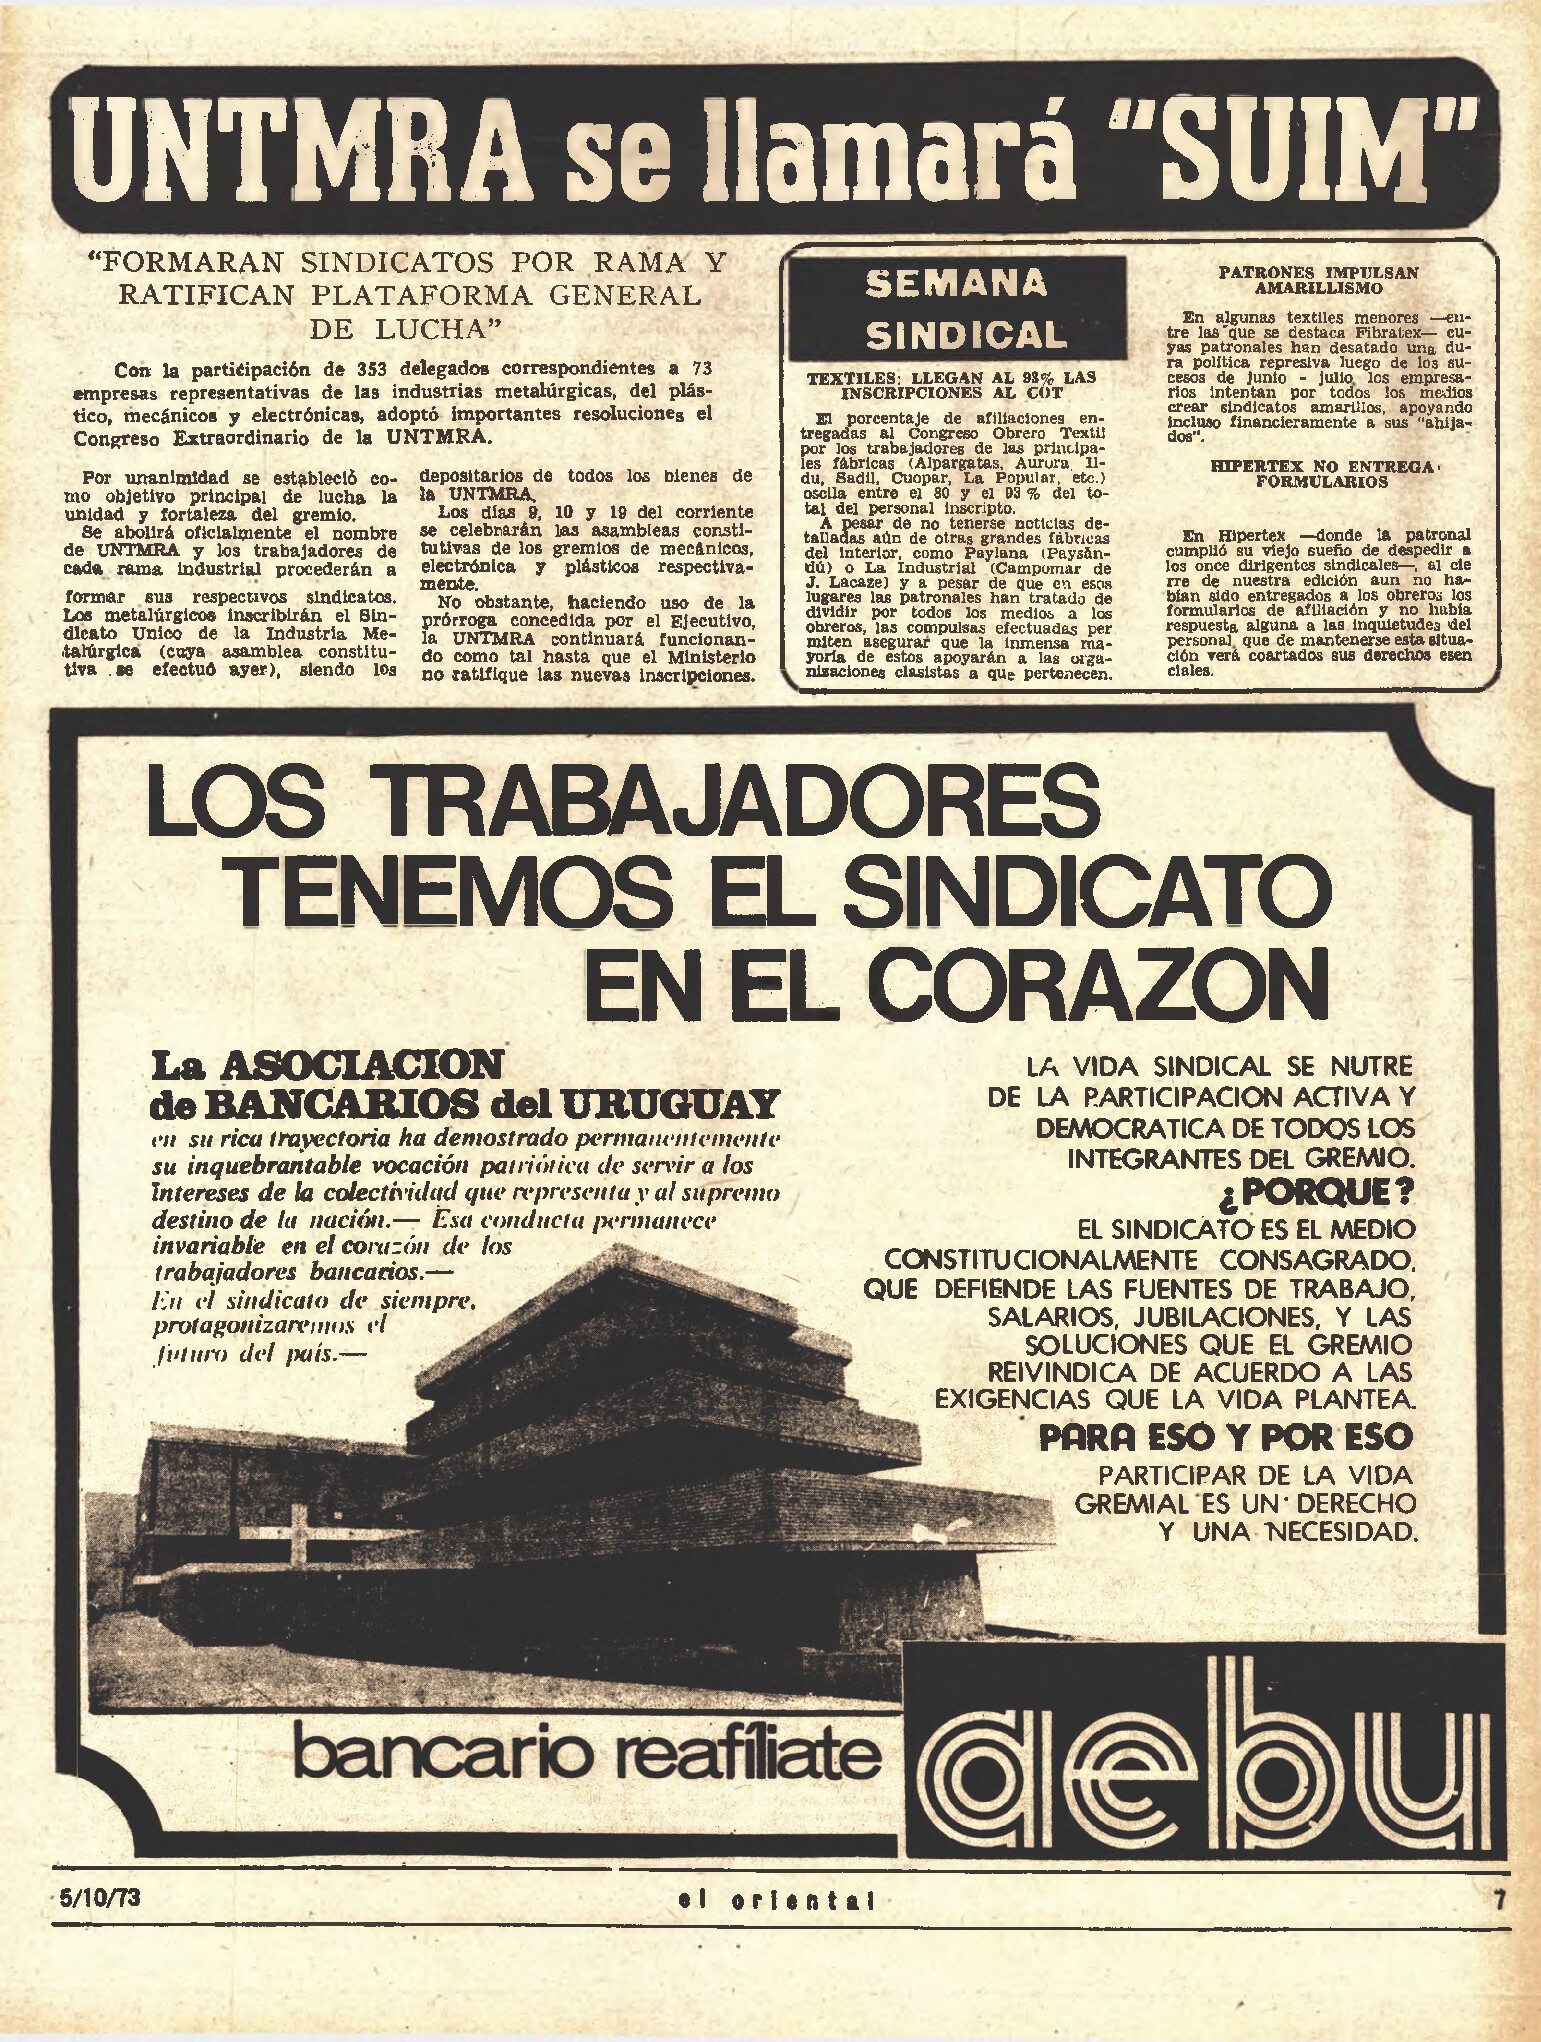 UNTMRA se llamará "SUIM"
"FORMARAN SINDICATOS POR RAMA Y
RATIFICAN PLATAFORMA GENERAL
DE LUCHA"
Con la participación de 353 delegados correspondientes a 73
empresas representativas de las industrias metalúrgicas, del plás-
tico, mecánicos y electrónicas, adoptó importantes resoluciones el
Congreso Extraordinario de la UNTMRA.
Por unanimidad se estableció co-
mo objetivo principal de lucha la
unidad y fortaleza del gremio.
Se abolirá oficialmente el nombre
de UNTMRA y los trabajadores de
cada rama industrial procederán a
formar sus respectivos sindicatos.
Los metalúrgicos inscribirán el Sin-
dicato Unico de la Industria Me-
talúrgica (cuya asamblea constitu-
tiva se efectuó ayer), siendo los
depositarios de todos los bienes de
la UNTMRA.
Los días 9, 10 y 19 del corriente
se celebrarán las asambleas consti-
tutivas de los gremios de mecánicos,
electrónica y plásticos respectiva-
mente.
No obstante, haciendo uso de la
prórroga concedida por el Ejecutivo,
la UNTMRA continuará funcionan-
do como tal hasta que el Ministerio
no ratifique las nuevas inscripciones.
SEMANA
SINDICAL
TEXTILES: LLEGAN AL 93% LAS
INSCRIPCIONES AL COT
El porcentaje de afiliaciones en-
tregadas al Congreso Obrero Textil
por los trabajadores de las principa-
les fábricas (Alpargatas, Aurora, Il-
du, Sadil, Cuopar, La Popular, etc.)
oscila entre el 80 y el 93 % del to-
tal del personal inscripto.
A pesar de no tenerse noticias de-
talladas aún de otras grandes fábricas
del interior, como Paylana (Paysan-
dú) o La Industrial (Campomar de
J. Lacaze) y a pesar de que en esos
lugares las patronales han tratado de
dividir por todos los medios a los
obreros, las compulsas efectuadas per
miten asegurar que la inmensa ma-
yoría de estos apoyarán a las orga-
nizaciones clasistas a que pertenecen.
PATRONES IMPULSAN
AMARILLISMO
En algunas textiles menores —en-
tre las que se destaca Fibratex— cu-
yas patronales han desatado una du-
ra política represiva luego de los su-
cesos de junio - julio, los empresa-
rios intentan por todos los medios
crear sindicatos amarillos, apoyando
incluso financieramente a sus "ahija-
dos".
HIPERTEX NO ENTREGA
FORMULARIOS
En Hipertex —donde la patronal
cumplió su viejo sueño de despedir a
los once dirigentes sindicales—, al cie
rre de nuestra edición aun no ha-
bían sido entregados a los obreros los
formularios de afiliación y no había
respuesta alguna a las inquietudes del
personal, que de mantenerse esta situa-
ción verá coartados sus derechos esen
ciales.
LOS TRABAJADORES
TENEMOS EL SINDICATO
EN EL CORAZON
La ASOCIACION
de BANCARIOS del URUGUAY
en su rica trayectoria ha demostrado permanentemente
su inquebrantable vocación patriótica de servir a los
Intereses de la colectividad que representa y al supremo
destino de la nación.— Esa conducta permanece
invariable en el corazón de los
trabajadores bancarios.—
En el sindicato de siempre,
protagonizaremos el
futuro del país.—
LA VIDA SINDICAL SE NUTRE
DE LA PARTICIPACION ACTIVA Y
DEMOCRATICA DE TODOS LOS
INTEGRANTES DEL GREMIO.
¿PORQUE?
EL SINDICATO ES EL MEDIO
CONSTITUCIONALMENTE CONSAGRADO,
QUE DEFIENDE LAS FUENTES DE TRABAJO,
SALARIOS, JUBILACIONES, Y LAS
SOLUCIONES QUE EL GREMIO
REIVINDICA DE ACUERDO A LAS
EXIGENCIAS QUE LA VIDA PLANTEA.
PARA ESO Y POR ESO
PARTICIPAR DE LA VIDA
GREMIAL ES UN DERECHO
Y UNA NECESIDAD.
bancario reafíliate
aebu
5/10/73
el oriental
7